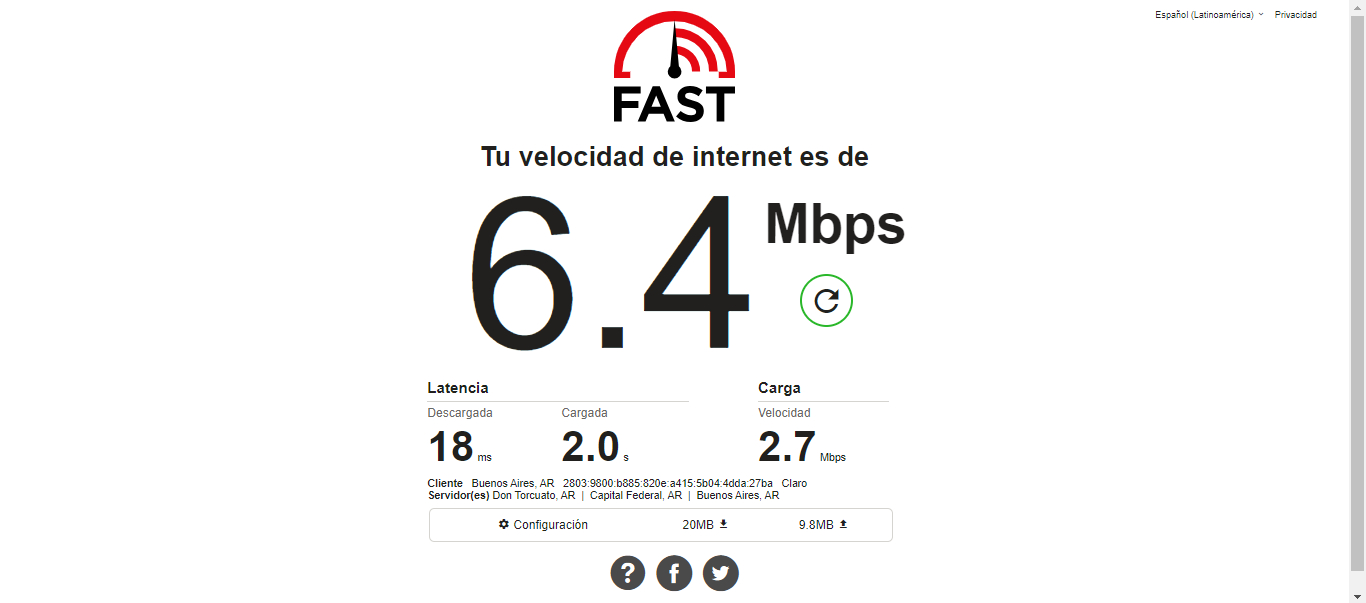 Español (Latinoamérica) Privacidad
FAST
Tu velocidad de internet es de
6.4 Mbps
Latencia Carga
Descargada Cargada Velocidad
18 ms 2.0 s 2.7 Mbps
Cliente Buenos Aires, AR 2803:9800:b885:820e:a415:5b04:4dda:27ba Claro
Servidor(es) Don Torcuato, AR | Capital Federal, AR | Buenos Aires, AR
Configuración 20MB 9.8MB